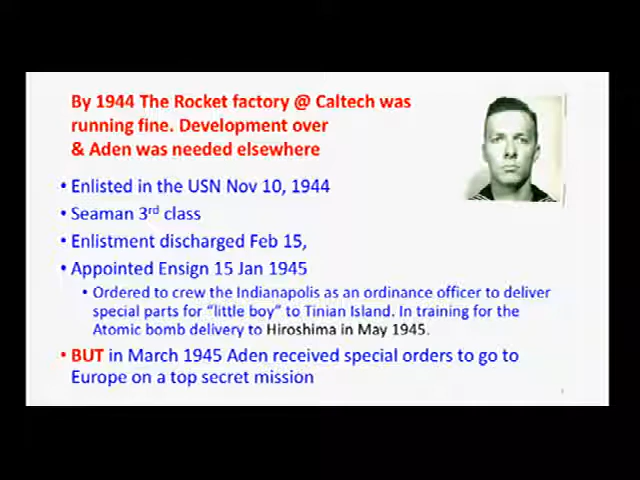 By 1944 The Rocket factory @ Caltech was
running fine. Development over
& Aden was needed elsewhere
• Enlisted in the USN Nov 10, 1944
• Seaman 3rd class
• Enlistment discharged Feb 15,
• Appointed Ensign 15 Jan 1945
• Ordered to crew the Indianapolis as an ordinance officer to deliver
special parts for "little boy" to Tinian Island. In training for the
Atomic bomb delivery to Hiroshima in May 1945.
• BUT in March 1945 Aden received special orders to go to
Europe on a top secret mission